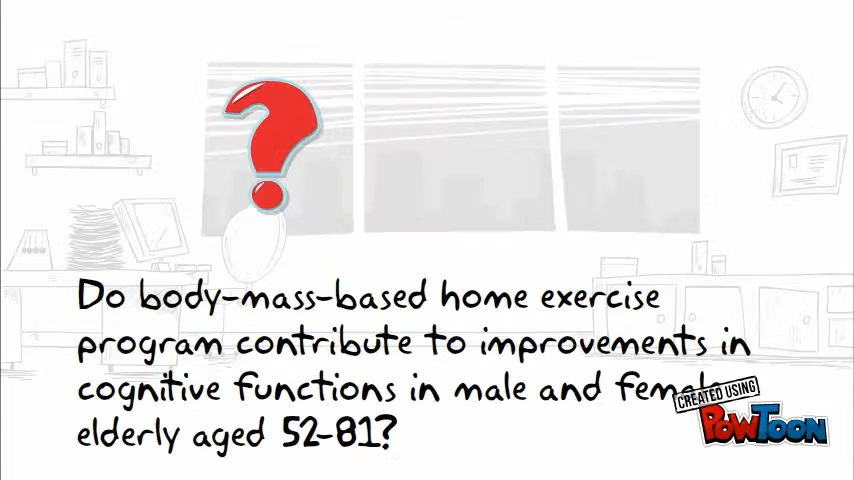 Do body-mass-based home exercise
program contribute to improvements in
cognitive functions in male and female
elderly aged 52-81?
CREATED USING
POWTOON